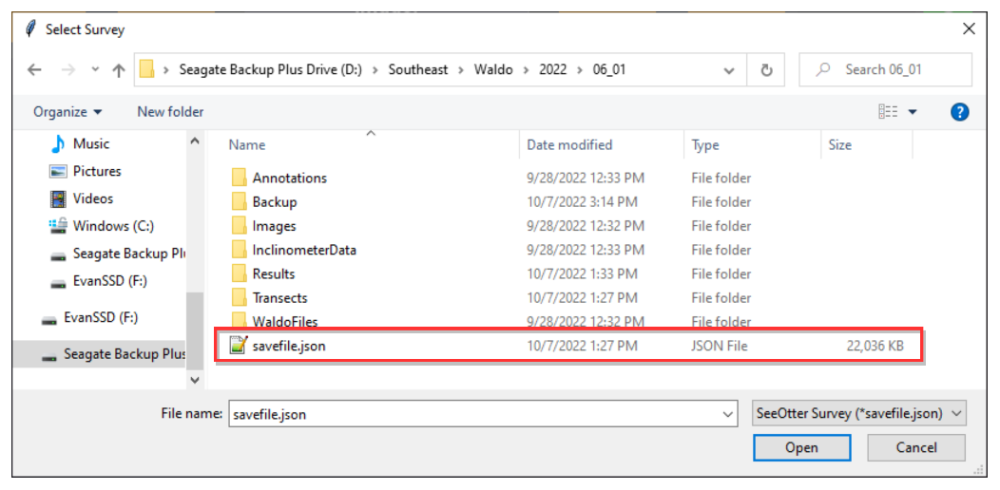 Select Survey
Seagate Backup Plus Drive (D:) > Southeast > Waldo > 2022 > 06_01
Search 06_01
Organize
New folder
Music
Pictures
Videos
Windows (C:)
Seagate Backup Pl
EvanSSD (F:)
EvanSSD (F:)
Seagate Backup Plus
Name Date modified Type Size
Annotations 9/28/2022 12:33 PM File folder
Backup 10/7/2022 3:14 PM File folder
Images 9/28/2022 12:32 PM File folder
InclinometerData 9/28/2022 12:33 PM File folder
Results 10/7/2022 1:33 PM File folder
Transects 10/7/2022 1:27 PM File folder
WaldoFiles 9/28/2022 12:32 PM File folder
savefile.json 10/7/2022 1:27 PM JSON File 22,036 KB
File name: savefile.json
SeeOtter Survey (*savefile.json)
Open
Cancel